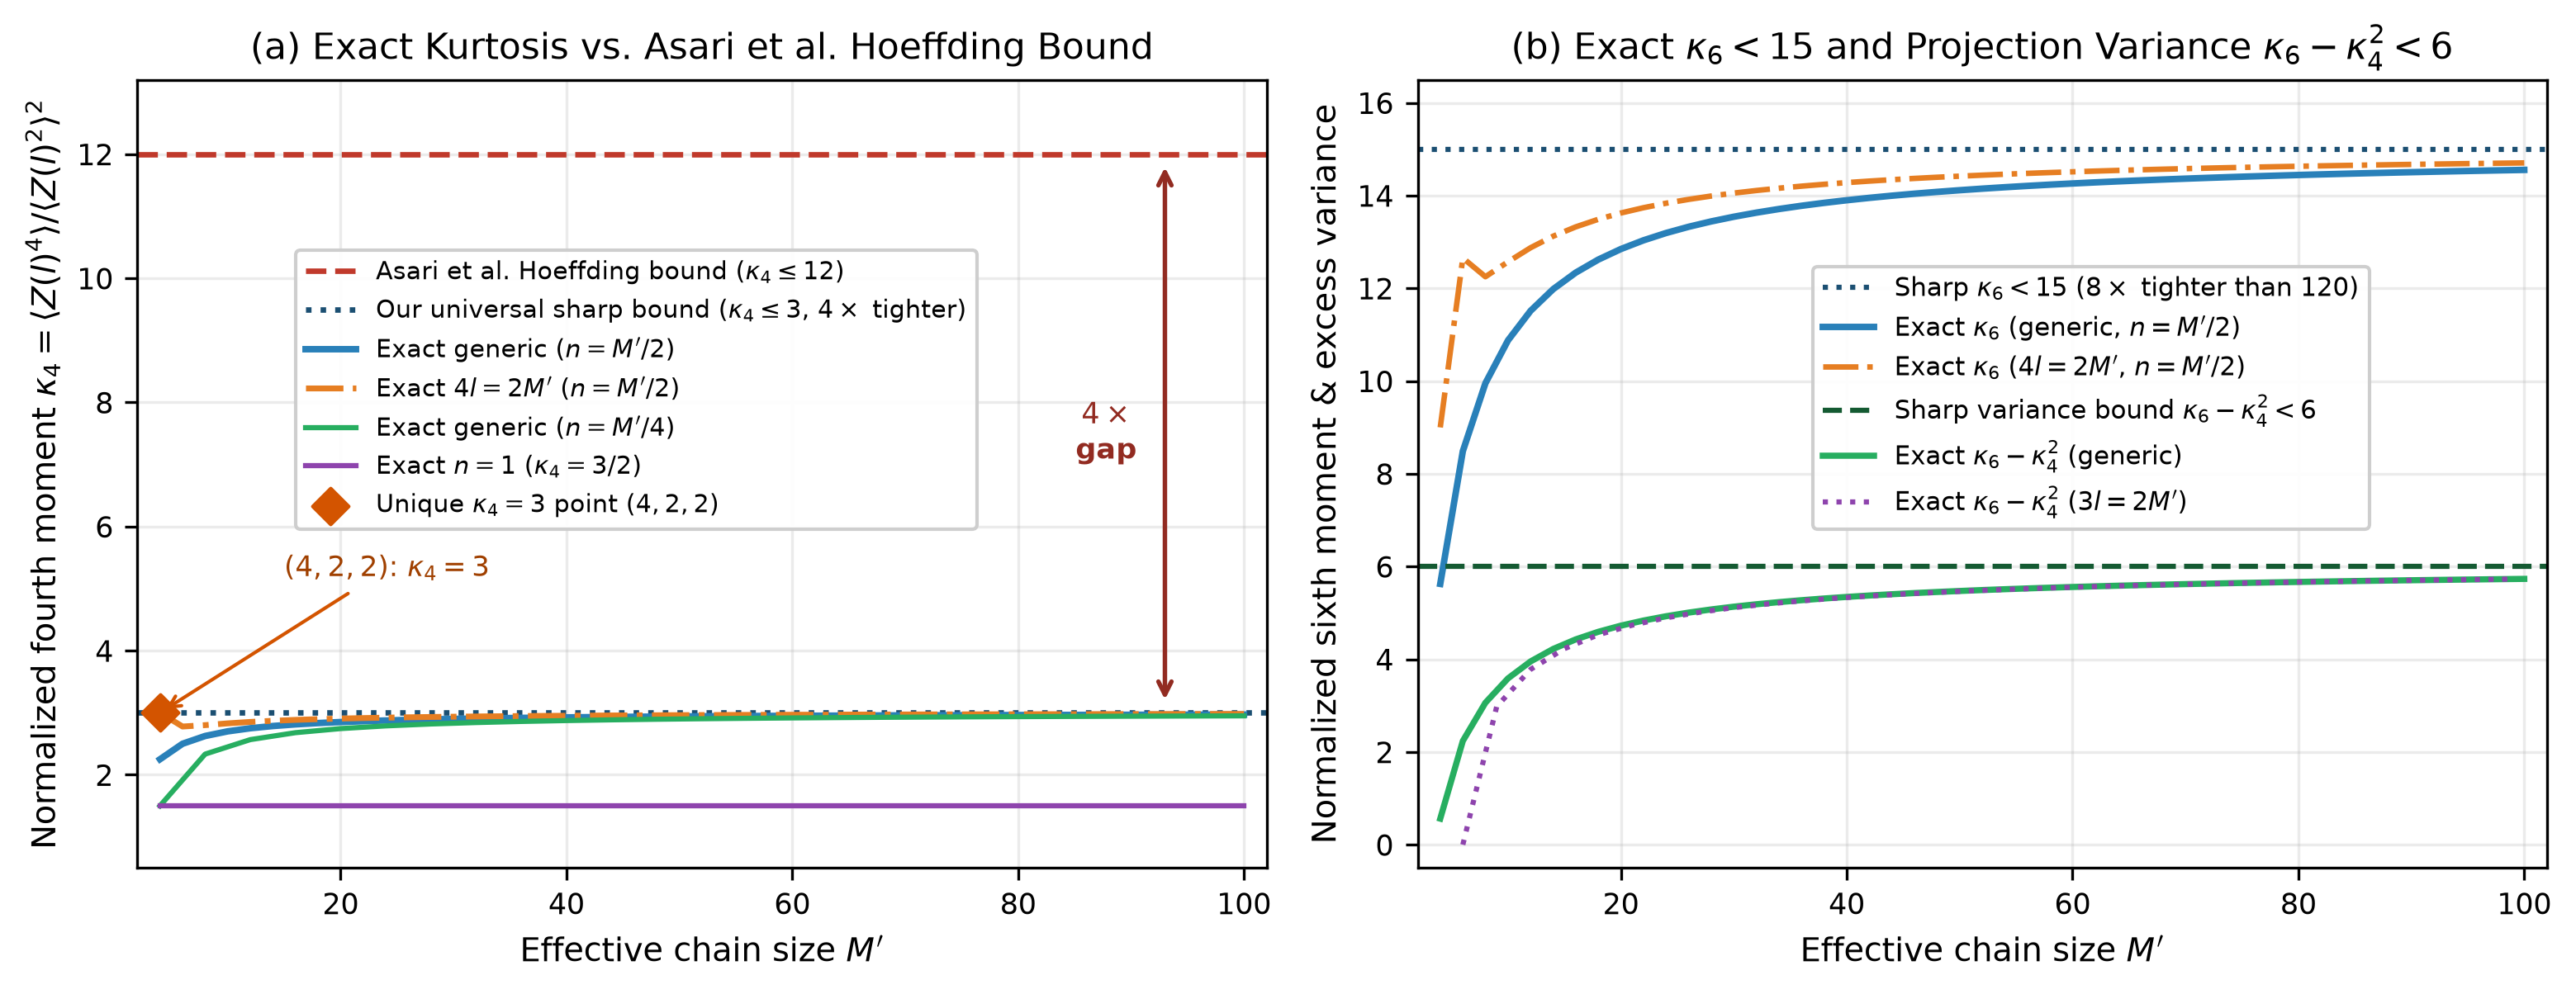 (a) Exact Kurtosis vs. Asari et al. Hoeffding Bound
Normalized fourth moment κ₄ = ⟨Z(l)⁴⟩/⟨Z(l)²⟩²
12
10
8
6
4
2
Asari et al. Hoeffding bound (κ₄ ≤ 12)
Our universal sharp bound (κ₄ ≤ 3, 4× tighter)
Exact generic (n = M′/2)
Exact 4l = 2M′ (n = M′/2)
Exact generic (n = M′/4)
Exact n = 1 (κ₄ = 3/2)
Unique κ₄ = 3 point (4, 2, 2)
4×
gap
(4, 2, 2): κ₄ = 3
20
40
60
80
100
Effective chain size M′
(b) Exact κ₆ < 15 and Projection Variance κ₆ − κ₄² < 6
Normalized sixth moment & excess variance
16
14
12
10
8
6
4
2
0
Sharp κ₆ < 15 (8× tighter than 120)
Exact κ₆ (generic, n = M′/2)
Exact κ₆ (4l = 2M′, n = M′/2)
Sharp variance bound κ₆ − κ₄² < 6
Exact κ₆ − κ₄² (generic)
Exact κ₆ − κ₄² (3l = 2M′)
20
40
60
80
100
Effective chain size M′